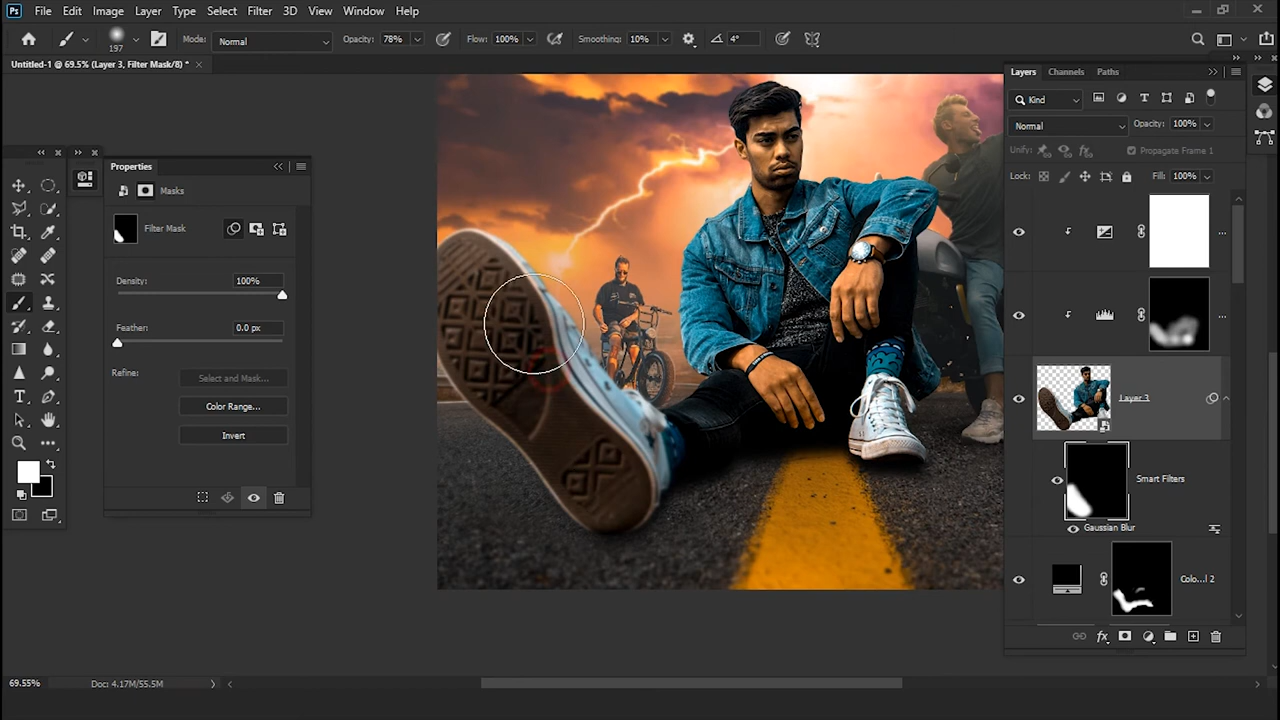 Ps File Edit Image Layer Type Select Filter 3D View Window Help
197 Mode: Normal Opacity: 78% Flow: 100% Smoothing: 10% 4°
Untitled-1 @ 69.5% (Layer 3, Filter Mask/8) *
Layers Channels Paths
Kind
Normal Opacity: 100%
Unify: Propagate Frame 1
Lock: Fill: 100%
Properties
Masks
Filter Mask
Density: 100%
Feather: 0.0 px
Refine: Select and Mask...
Color Range...
Invert
Layer 3
Smart Filters
Gaussian Blur
Colo...l 2
69.55% Doc: 4.17M/55.5M